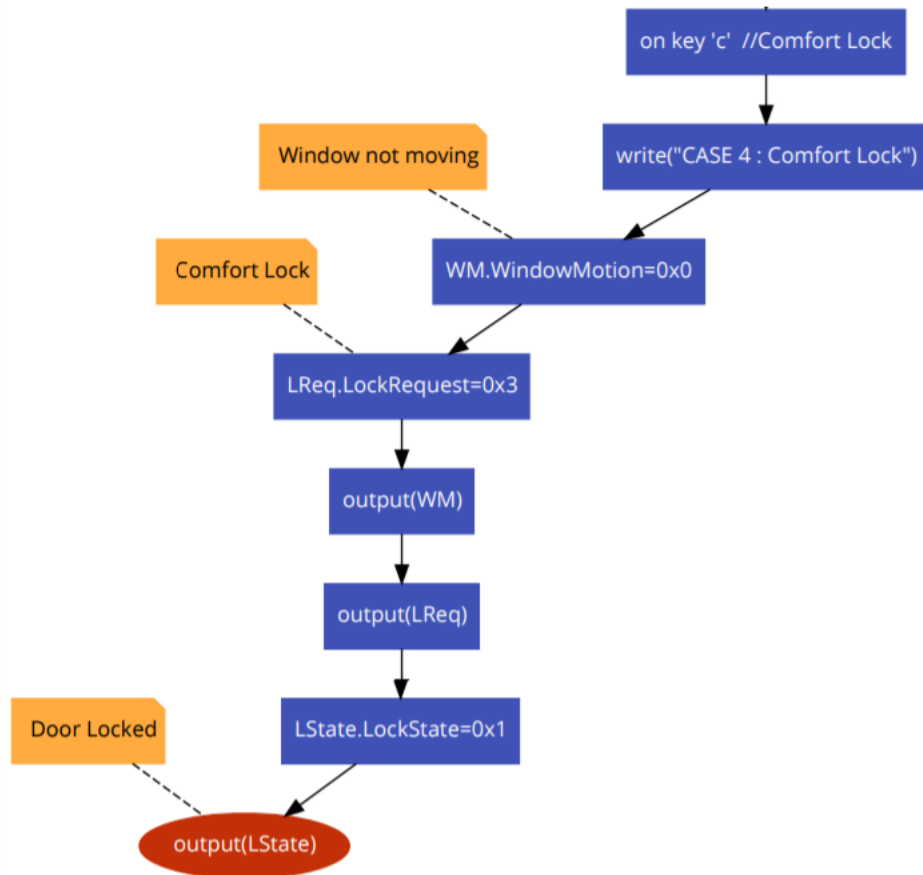 on key 'c'  //Comfort Lock
write("CASE 4 : Comfort Lock")
Window not moving
WM.WindowMotion=0x0
Comfort Lock
LReq.LockRequest=0x3
output(WM)
output(LReq)
LState.LockState=0x1
Door Locked
output(LState)